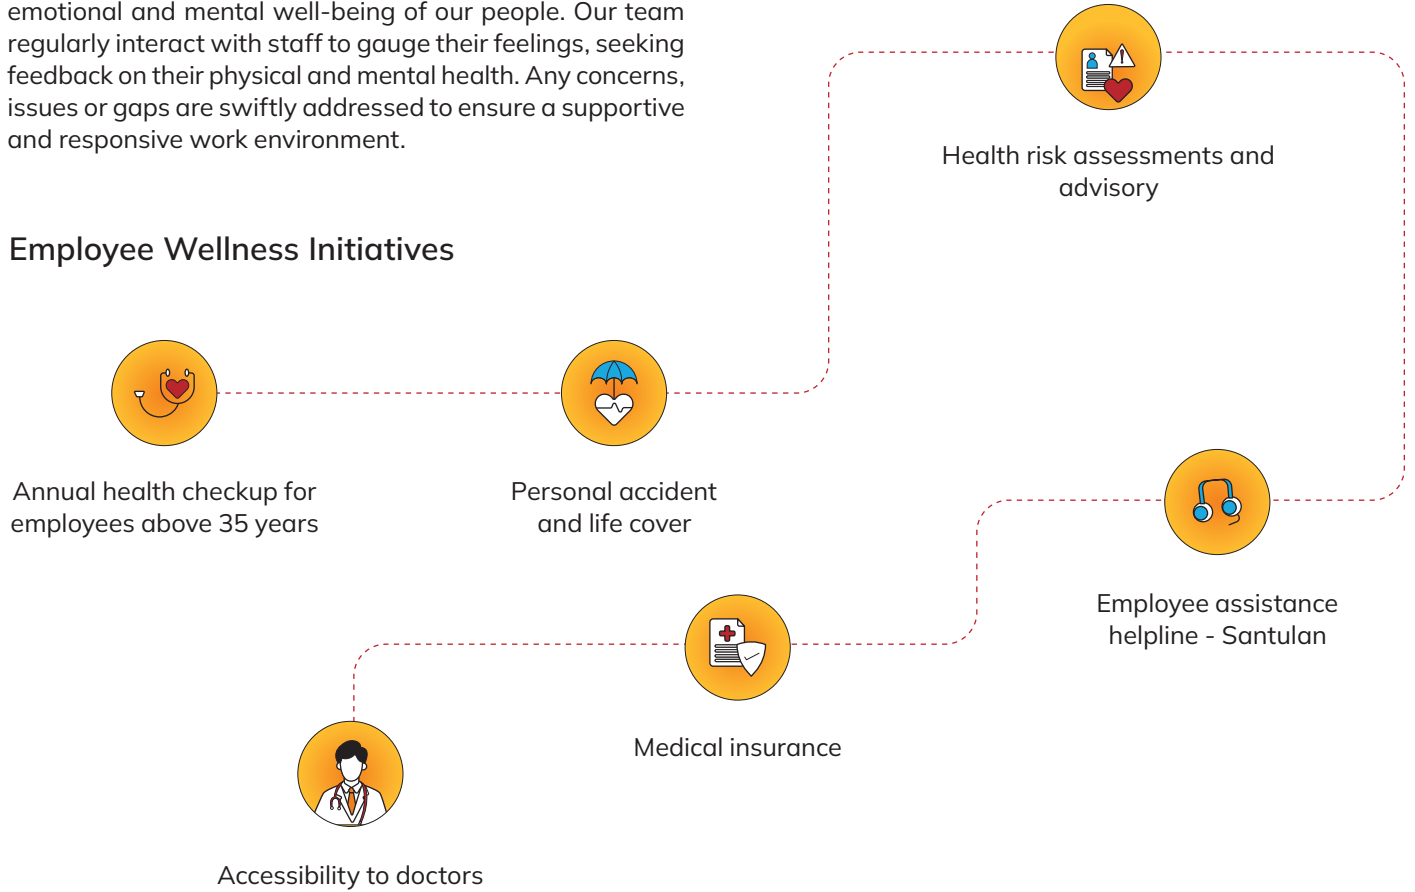 emotional and mental well-being of our people. Our team
regularly interact with staff to gauge their feelings, seeking
feedback on their physical and mental health. Any concerns,
issues or gaps are swiftly addressed to ensure a supportive
and responsive work environment.
Employee Wellness Initiatives
Annual health checkup for
employees above 35 years
Personal accident
and life cover
Health risk assessments and
advisory
Employee assistance
helpline - Santulan
Medical insurance
Accessibility to doctors